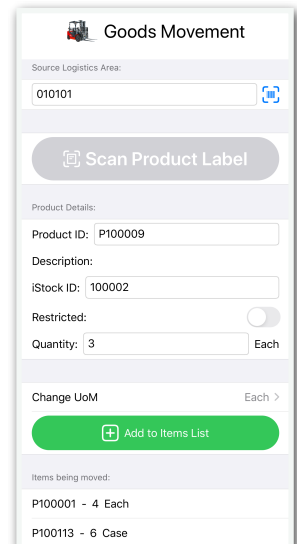 Goods Movement
Source Logistics Area:
010101
Scan Product Label
Product Details:
Product ID: P100009
Description:
iStock ID: 100002
Restricted:
Quantity: 3 Each
Change UoM Each >
Add to Items List
Items being moved:
P100001 - 4 Each
P100113 - 6 Case